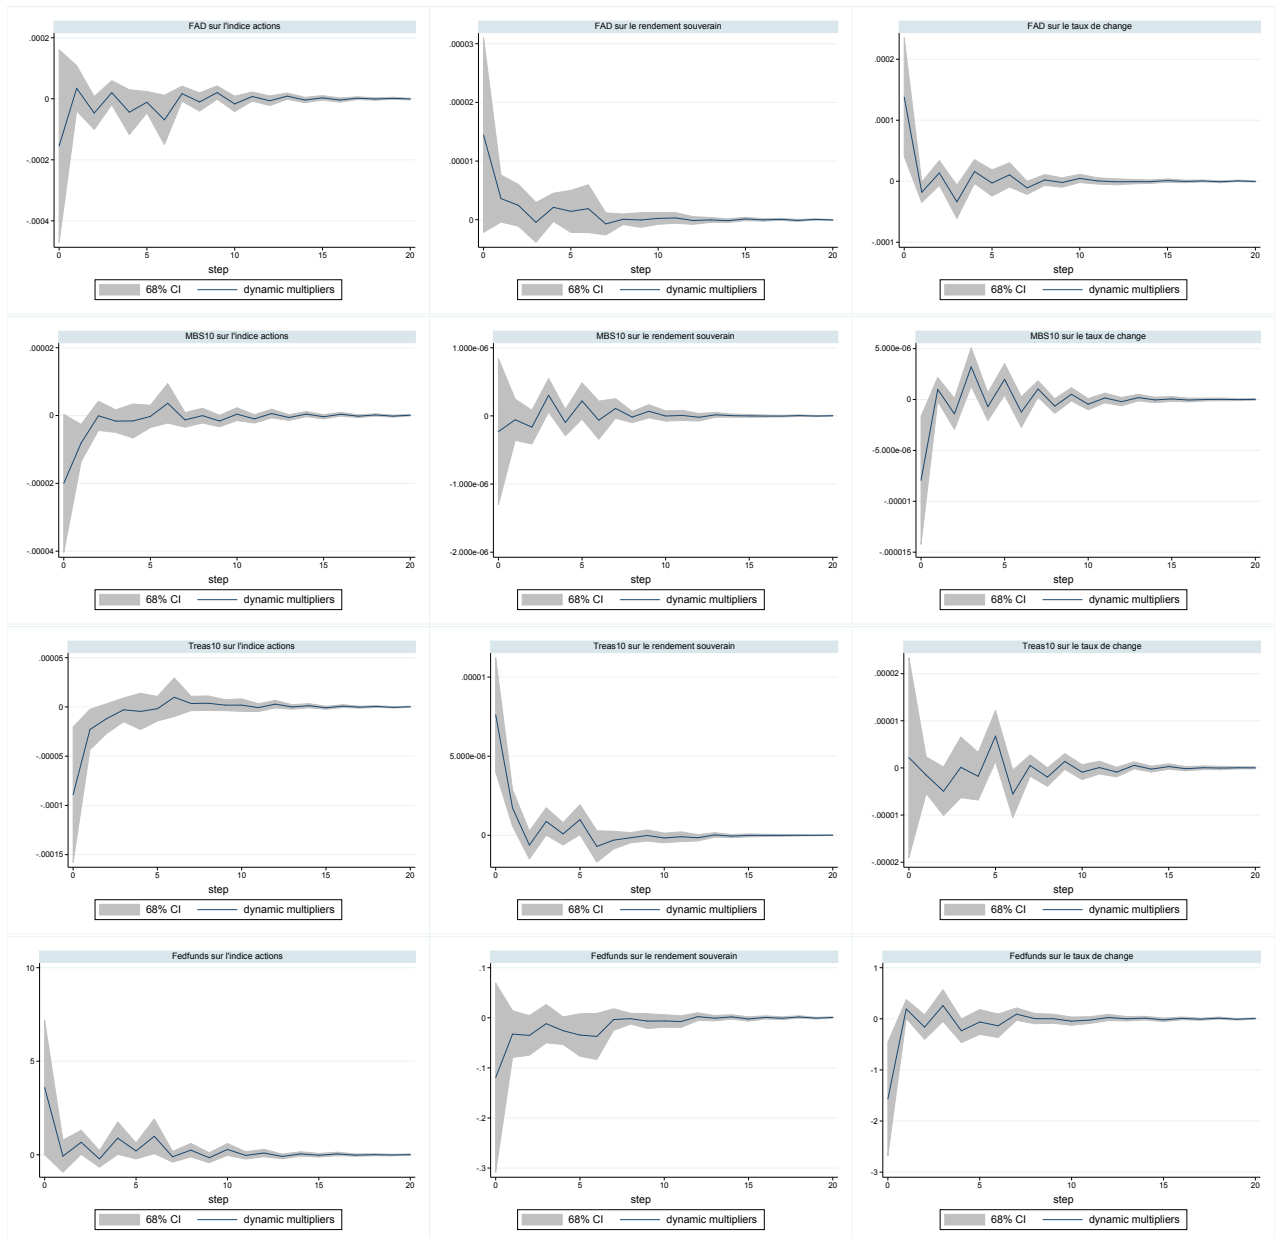 FAD sur l'indice actions
.0002
0
-.0002
-.0004
0
5
10
15
20
step
68% CI
dynamic multipliers
FAD sur le rendement souverain
.00003
.00002
.00001
0
0
5
10
15
20
step
68% CI
dynamic multipliers
FAD sur le taux de change
.0002
.0001
0
-.0001
0
5
10
15
20
step
68% CI
dynamic multipliers
MBS10 sur l'indice actions
.00002
0
-.00002
-.00004
0
5
10
15
20
step
68% CI
dynamic multipliers
MBS10 sur le rendement souverain
1.000e-06
0
-1.000e-06
-2.000e-06
0
5
10
15
20
step
68% CI
dynamic multipliers
MBS10 sur le taux de change
5.000e-06
0
-5.000e-06
-.00001
-.000015
0
5
10
15
20
step
68% CI
dynamic multipliers
Treas10 sur l'indice actions
.00005
0
-.00005
-.0001
-.00015
0
5
10
15
20
step
68% CI
dynamic multipliers
Treas10 sur le rendement souverain
.00001
5.000e-06
0
0
5
10
15
20
step
68% CI
dynamic multipliers
Treas10 sur le taux de change
.00002
.00001
0
-.00001
-.00002
0
5
10
15
20
step
68% CI
dynamic multipliers
Fedfunds sur l'indice actions
10
5
0
0
5
10
15
20
step
68% CI
dynamic multipliers
Fedfunds sur le rendement souverain
.1
0
-.1
-.2
-.3
0
5
10
15
20
step
68% CI
dynamic multipliers
Fedfunds sur le taux de change
1
0
-1
-2
-3
0
5
10
15
20
step
68% CI
dynamic multipliers